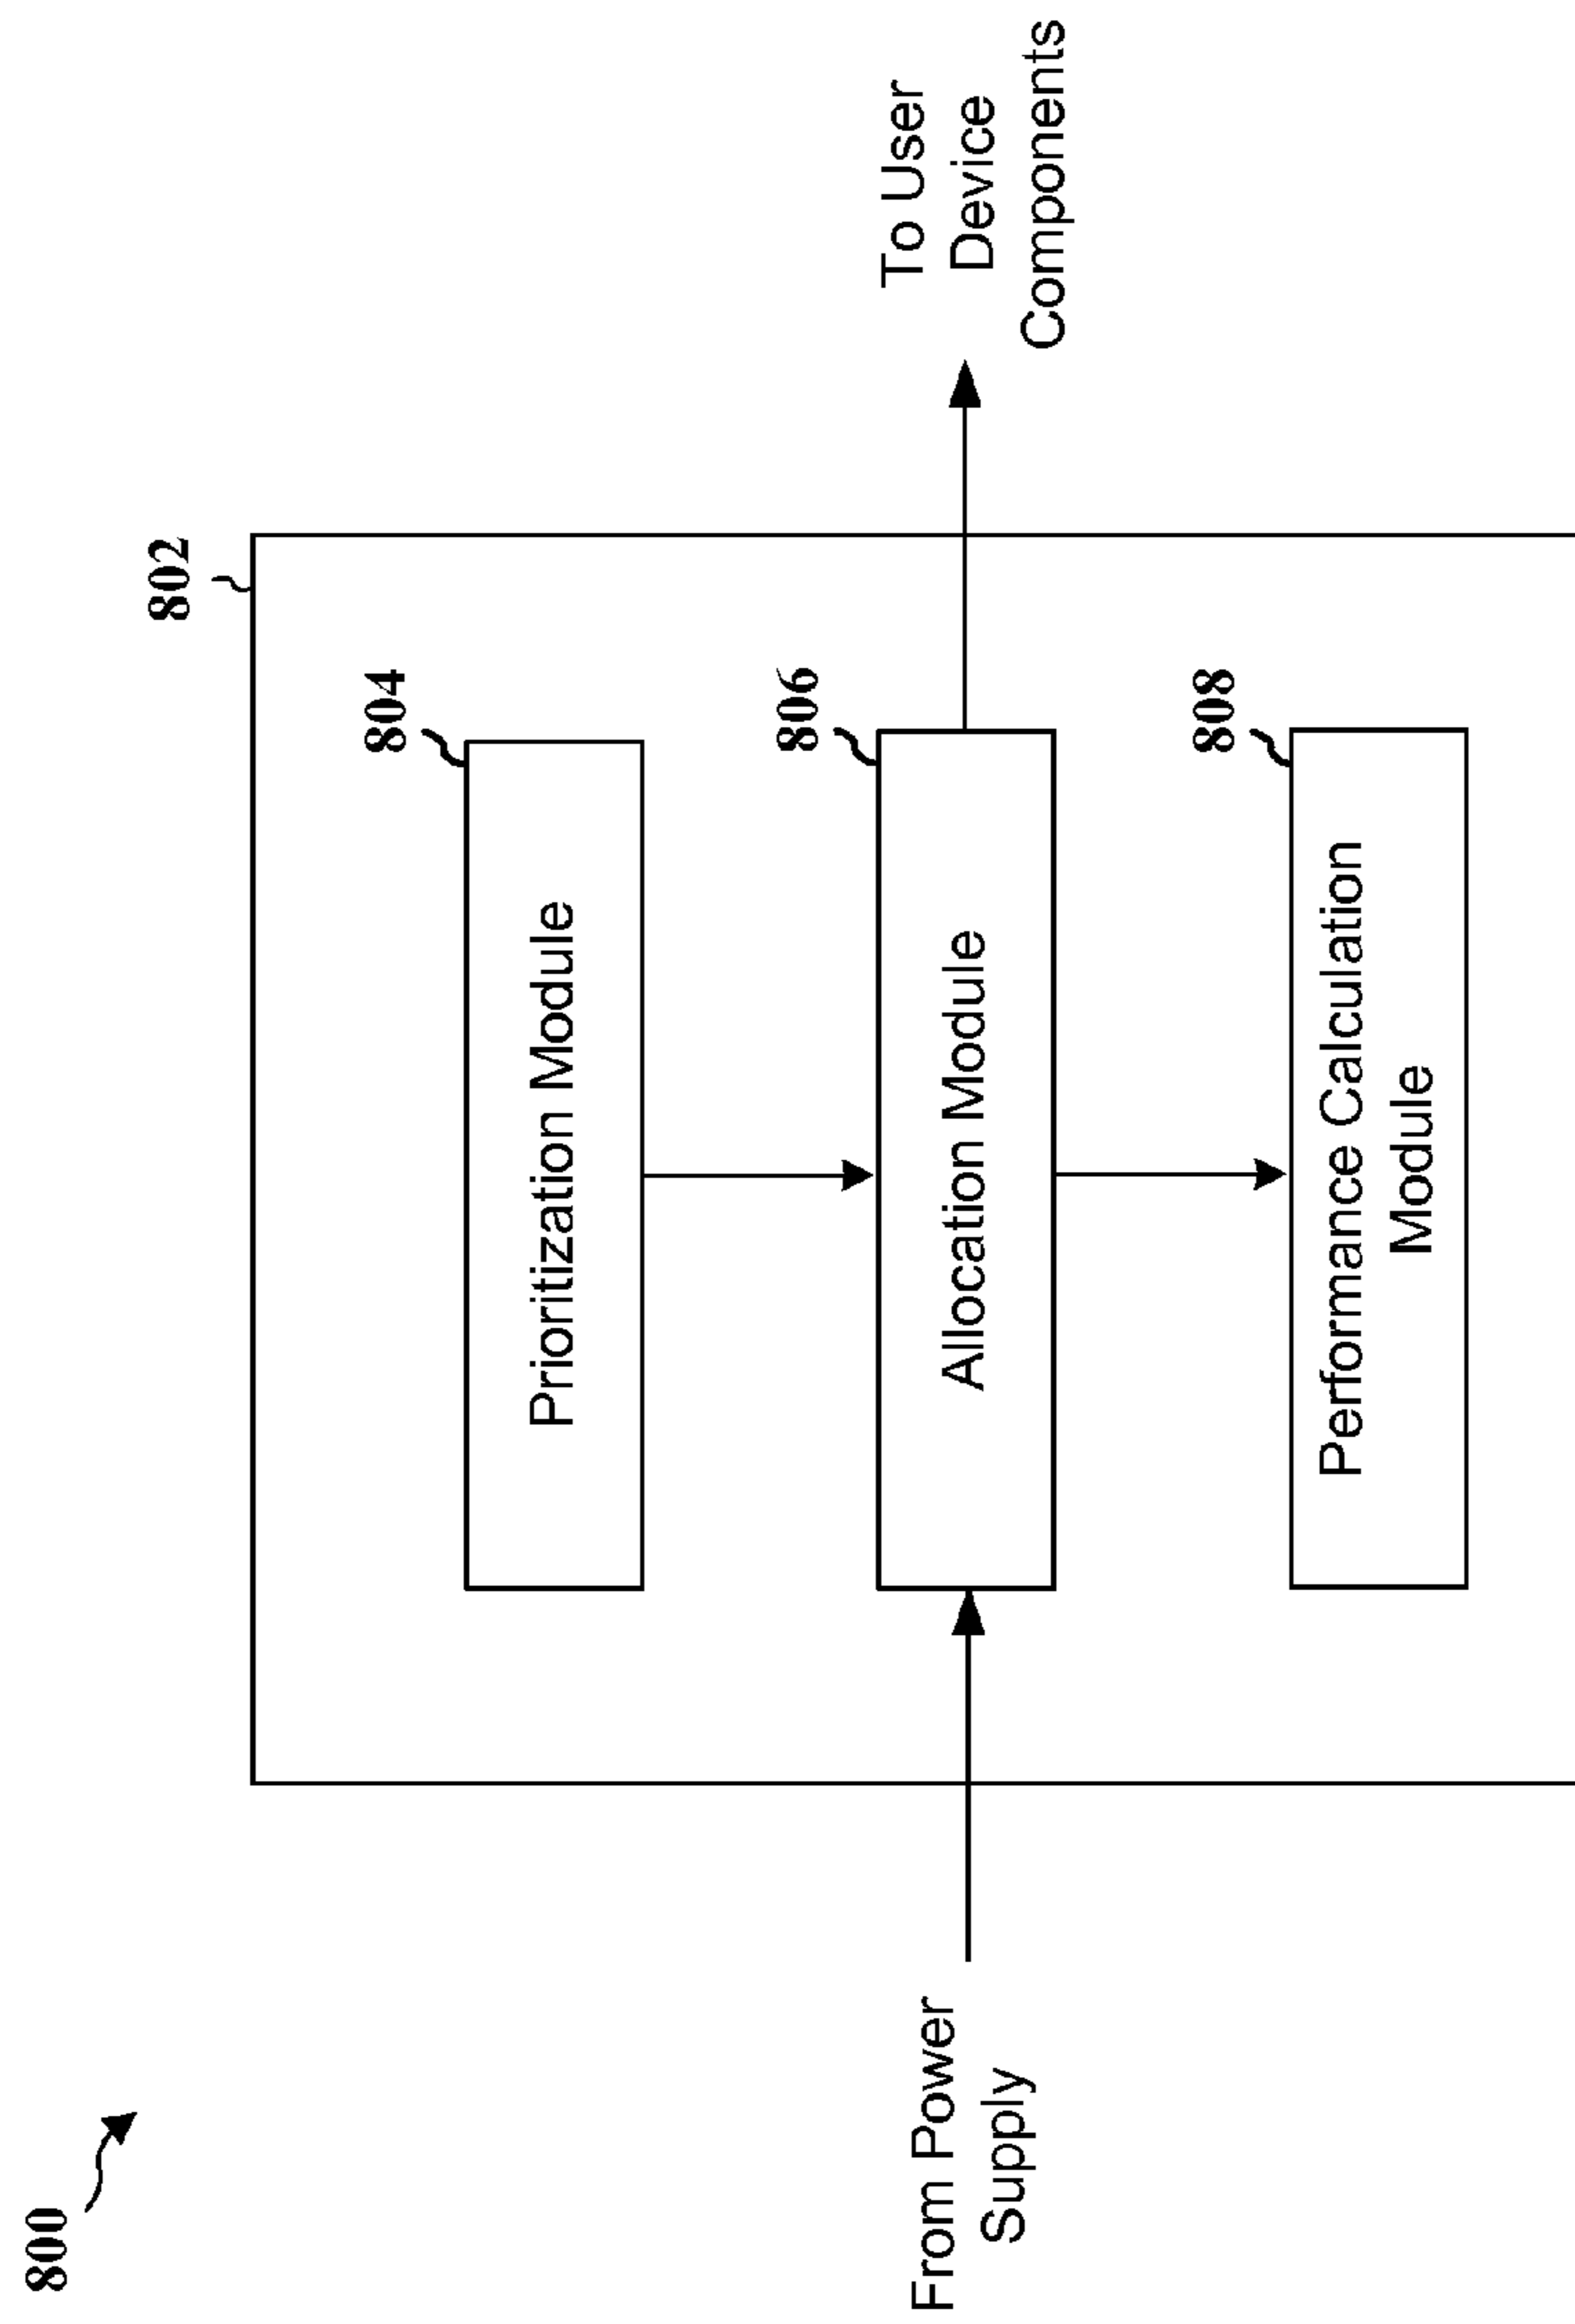 800
802
804
Prioritization Module
806
Allocation Module
From Power
Supply
To User
Device
Components
808
Performance Calculation
Module